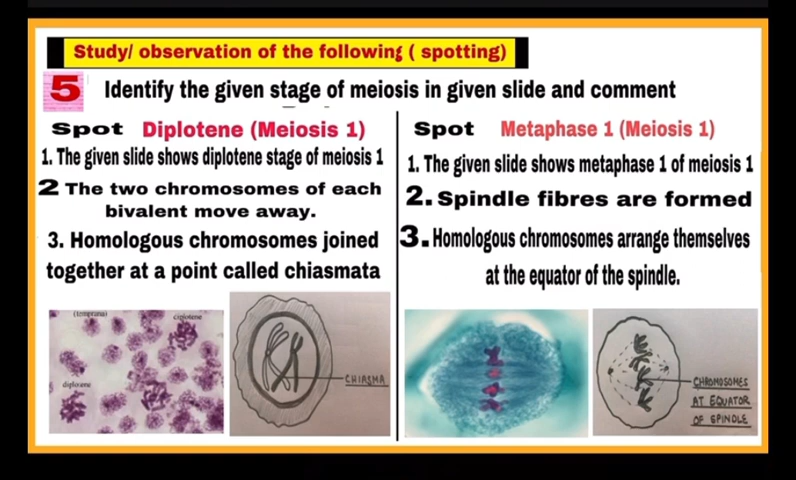 Study/ observation of the following ( spotting)
5 Identify the given stage of meiosis in given slide and comment
Spot Diplotene (Meiosis 1)
1. The given slide shows diplotene stage of meiosis 1
2 The two chromosomes of each
bivalent move away.
3. Homologous chromosomes joined
together at a point called chiasmata
(temprana)
diplotene
diplotene
CHIASMA
Spot Metaphase 1 (Meiosis 1)
1. The given slide shows metaphase 1 of meiosis 1
2. Spindle fibres are formed
3. Homologous chromosomes arrange themselves
at the equator of the spindle.
CHROMOSOMES
AT EQUATOR
OF SPINDLE